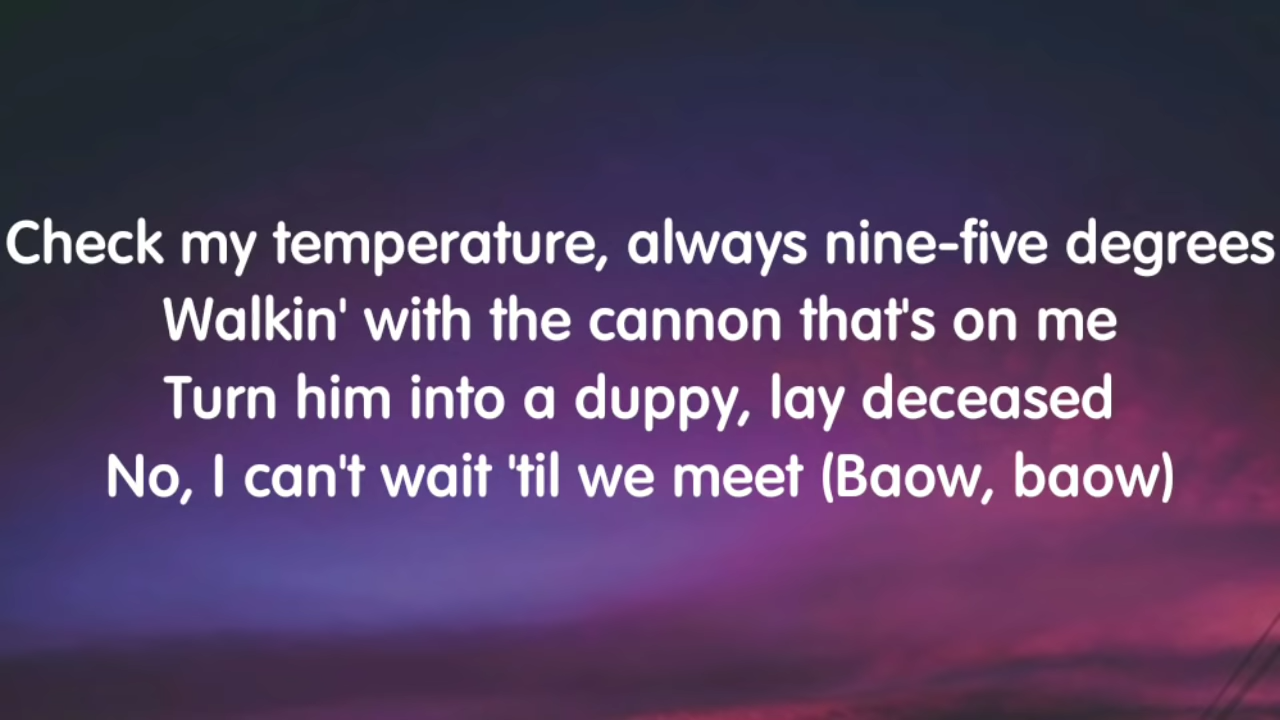 Check my temperature, always nine-five degrees
Walkin' with the cannon that's on me
Turn him into a duppy, lay deceased
No, I can't wait 'til we meet (Baow, baow)